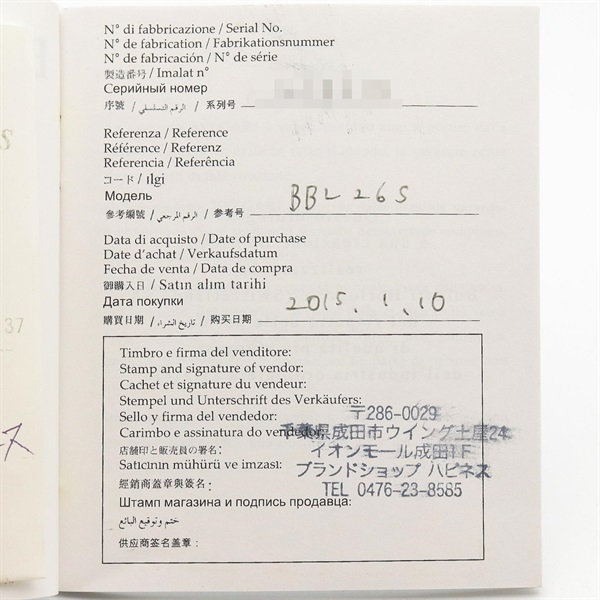 N° di fabbricazione / Serial No.
N° de fabrication / Fabrikationsnummer
N° de fabricación / N° de série
製造番号 / Imalat n°
Серийный номер
序號 / الرقم التسلسلي / 系列号
Referenza / Reference
Référence / Referenz
Referencia / Referência
コード / ılgi
Модель
參考編號 / الرقم المرجعي / 参考号 BBL26S
Data di acquisto / Date of purchase
Date d'achat / Verkaufsdatum
Fecha de venta / Data de compra
御購入日 / Satın alım tarihi
Дата покупки
購買日期 / تاريخ الشراء / 购买日期 2015.1.10
Timbro e firma del venditore:
Stamp and signature of vendor:
Cachet et signature du vendeur:
Stempel und Unterschrift des Verkäufers:
Sello y firma del vendedor:
Carimbo e assinatura do vendedor:
店舗印と販売員の署名:
Satıcının mühürü ve imzası:
經銷商蓋章與簽名:
Штамп магазина и подпись продавца:
ختم وتوقيع البائع
供应商签名盖章:
〒286-0029
千葉県成田市ウイング土屋24
イオンモール成田1F
ブランドショップ ハピネス
TEL 0476-23-8585
37
S